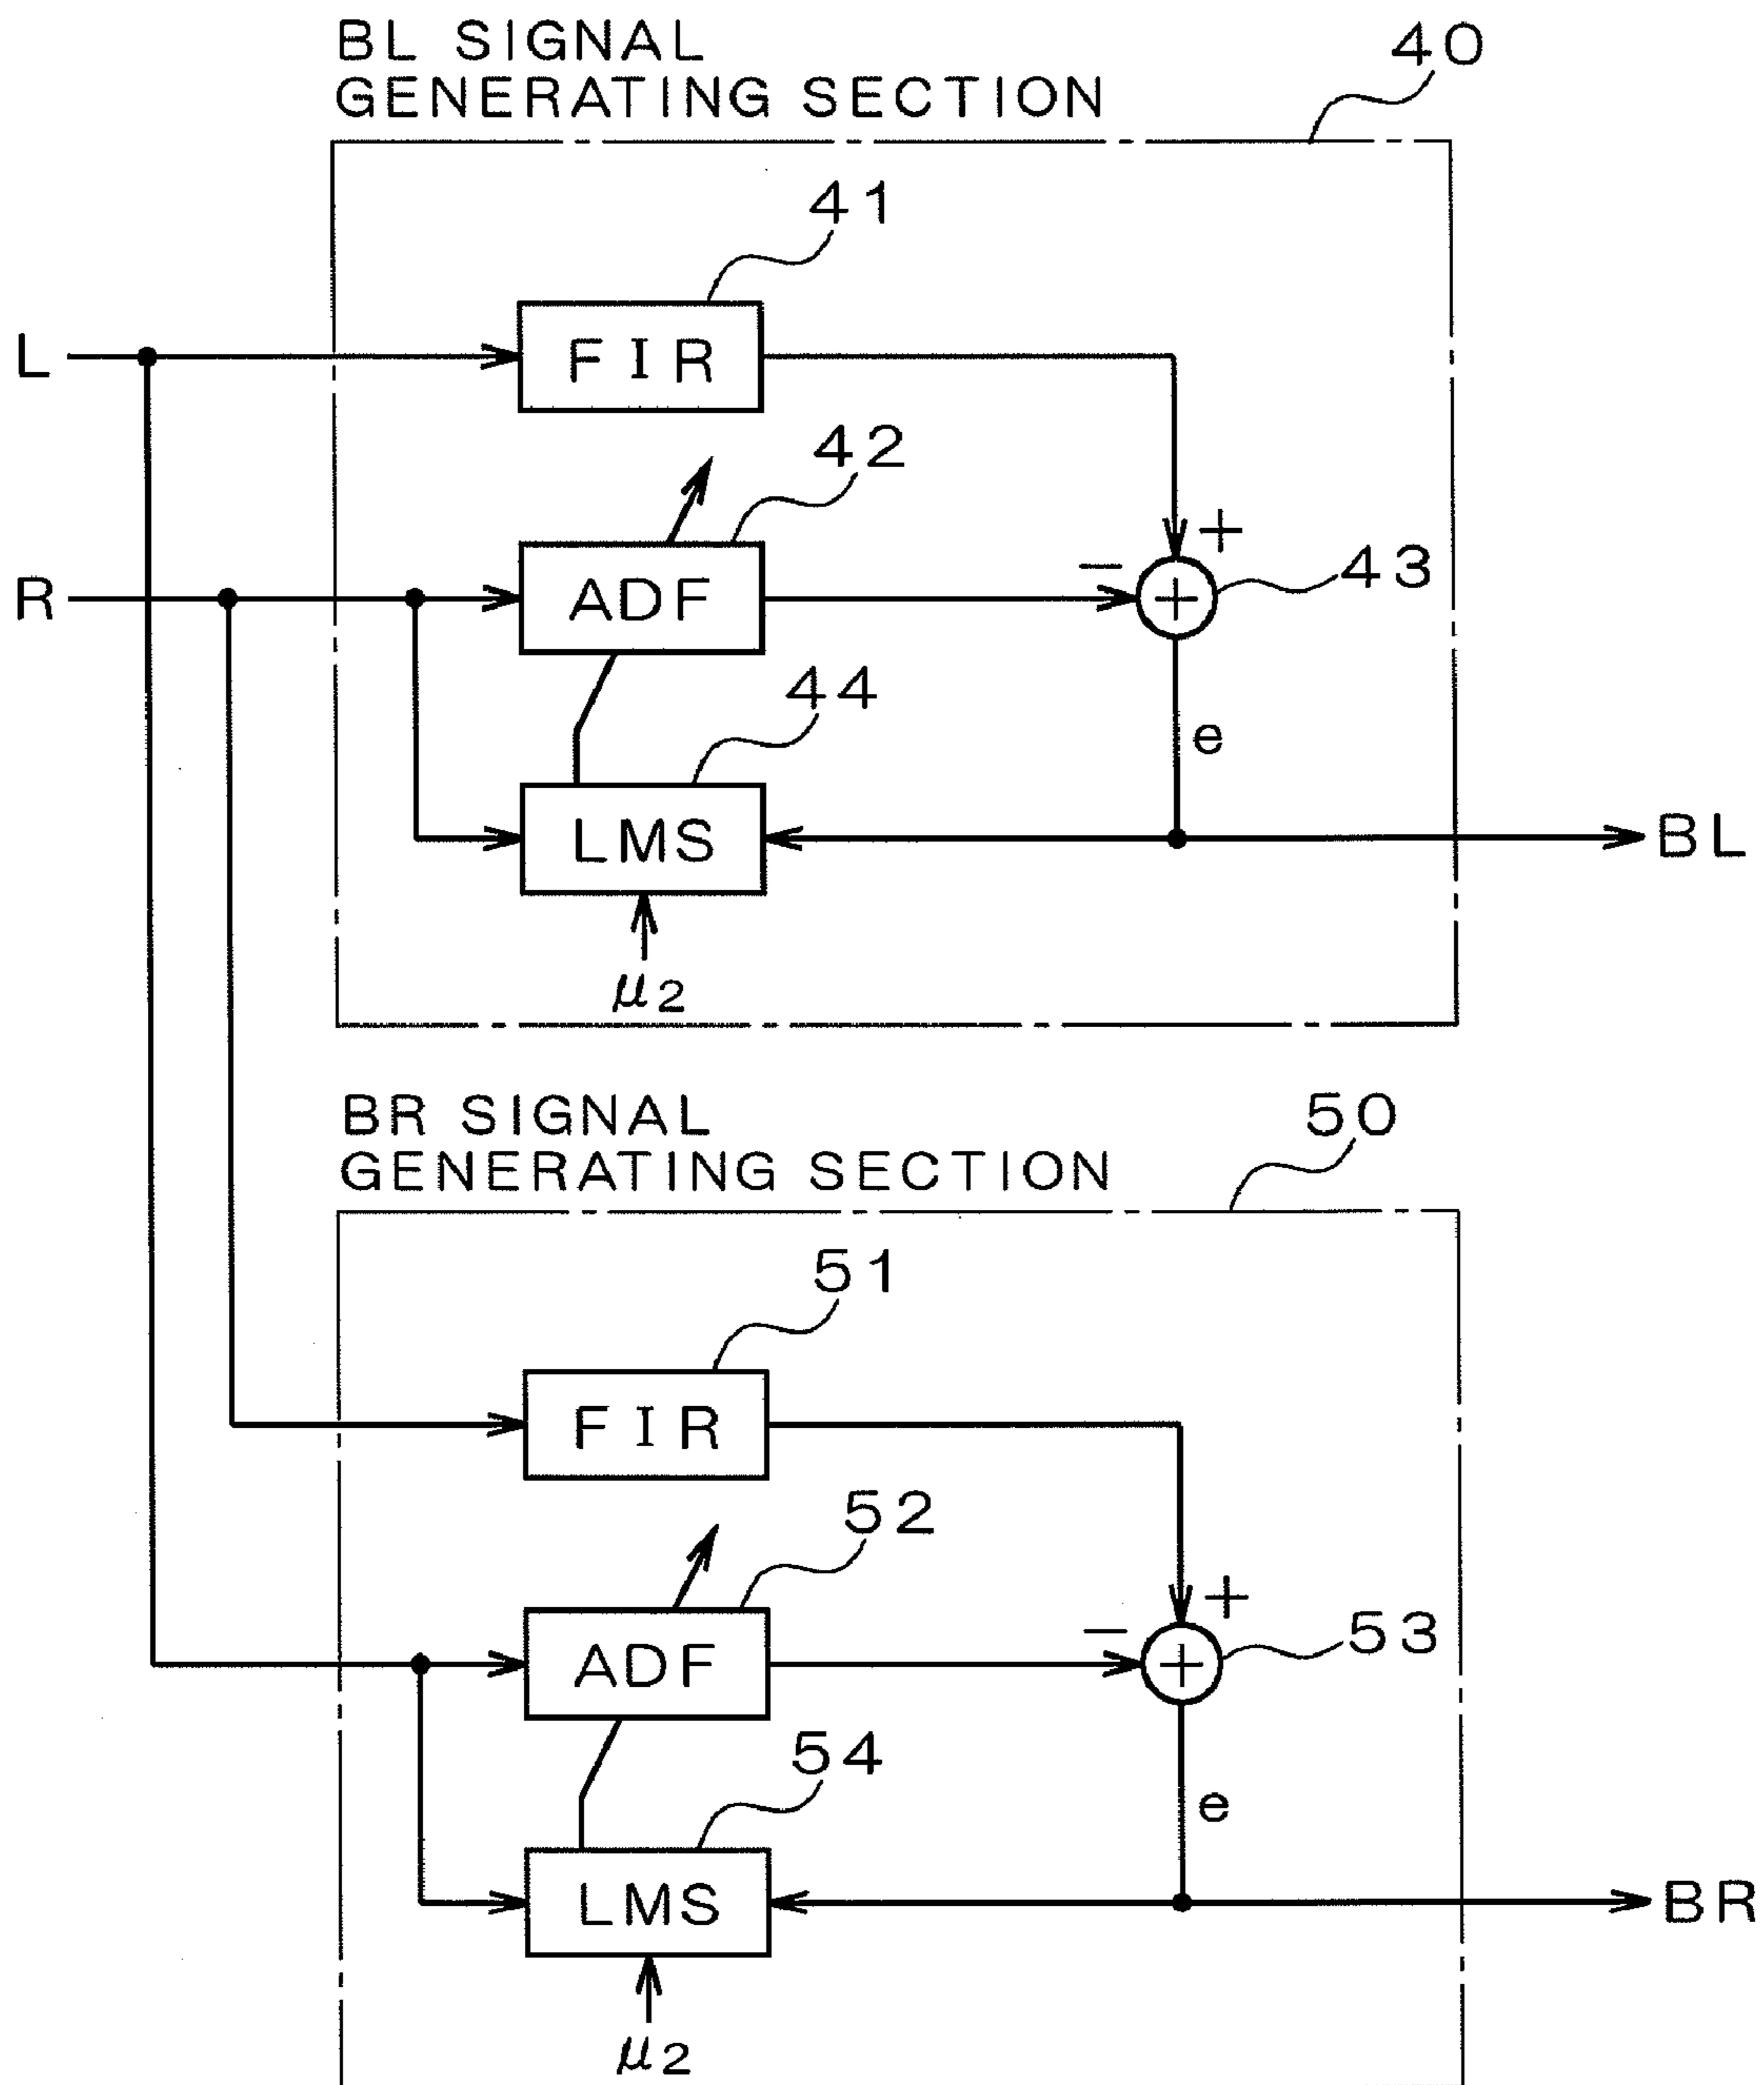 BL SIGNAL
GENERATING SECTION
40
41
L
FIR
42
+
−
43
R
ADF
+
44
e
LMS
BL
μ2
BR SIGNAL
GENERATING SECTION
50
51
FIR
52
+
−
53
ADF
+
54
e
LMS
BR
μ2